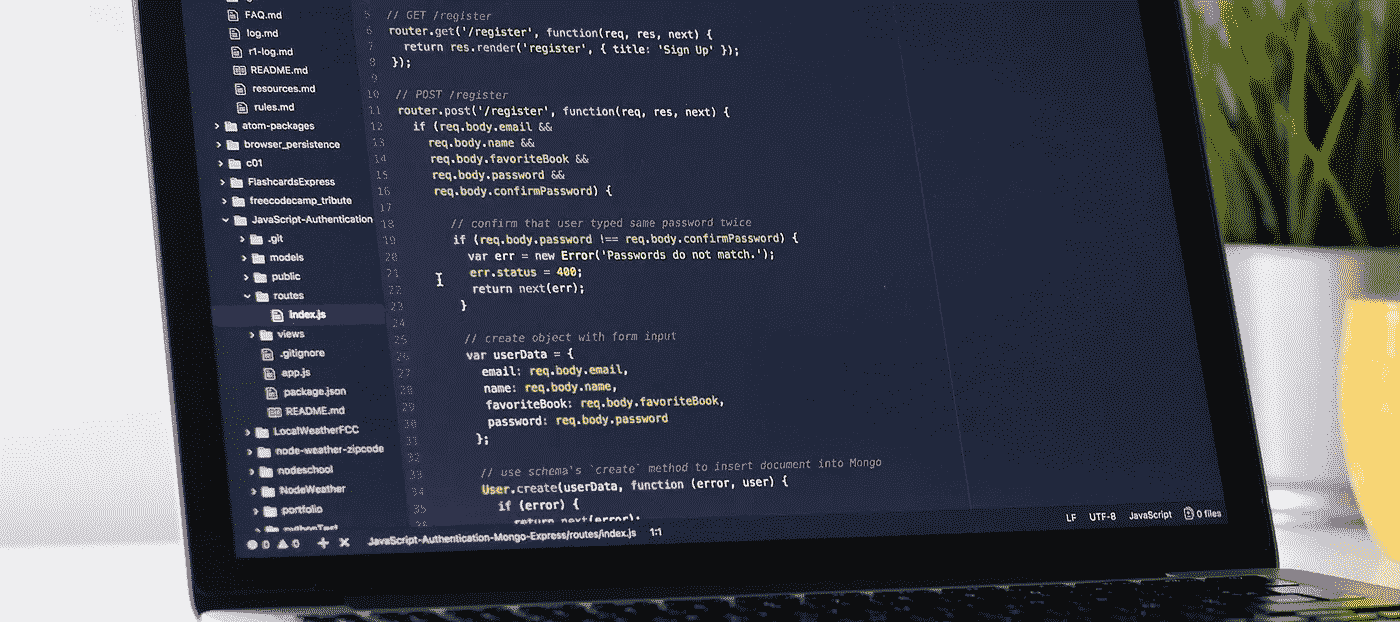 FAQ.md
log.md
r1-log.md
README.md
resources.md
rules.md
atom-packages
browser_persistence
c01
FlashcardsExpress
freecodecamp_tribute
JavaScript-Authentication
.git
models
public
routes
index.js
views
.gitignore
app.js
package.json
README.md
LocalWeatherFCC
node-weather-zipcode
nodeschool
NodeWeather
portfolio
pythonTest
5 // GET /register
6 router.get('/register', function(req, res, next) {
7 return res.render('register', { title: 'Sign Up' });
8 });
9
10 // POST /register
11 router.post('/register', function(req, res, next) {
12 if (req.body.email &&
13 req.body.name &&
14 req.body.favoriteBook &&
15 req.body.password &&
16 req.body.confirmPassword) {
17
18 // confirm that user typed same password twice
19 if (req.body.password !== req.body.confirmPassword) {
20 var err = new Error('Passwords do not match.');
21 err.status = 400;
22 return next(err);
23 }
24
25 // create object with form input
26 var userData = {
27 email: req.body.email,
28 name: req.body.name,
29 favoriteBook: req.body.favoriteBook,
30 password: req.body.password
31 };
32
33 // use schema's `create` method to insert document into Mongo
34 User.create(userData, function (error, user) {
35 if (error) {
36 return next(error);
0 0 JavaScript-Authentication-Mongo-Express/routes/index.js 1:1 LF UTF-8 JavaScript 0 files